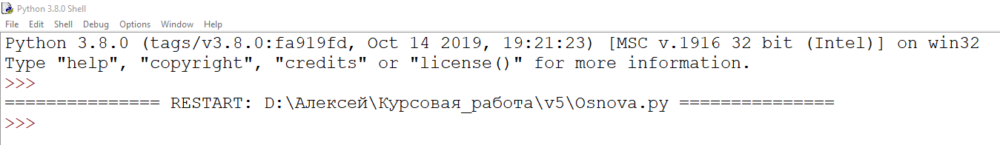 Python 3.8.0 Shell
File Edit Shell Debug Options Window Help
Python 3.8.0 (tags/v3.8.0:fa919fd, Oct 14 2019, 19:21:23) [MSC v.1916 32 bit (Intel)] on win32
Type "help", "copyright", "credits" or "license()" for more information.
>>>
=============== RESTART: D:\Алексей\Курсовая_работа\v5\Osnova.py ===============
>>>